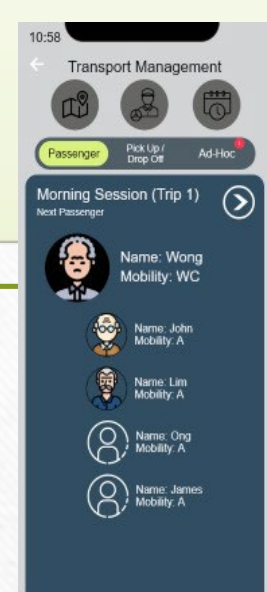 10:58
Transport Management
Passenger
Pick Up /
Drop Off
Ad-Hoc
Morning Session (Trip 1)
Next Passenger
Name: Wong
Mobility: WC
Name: John
Mobility: A
Name: Lim
Mobility: A
Name: Ong
Mobility: A
Name: James
Mobility: A